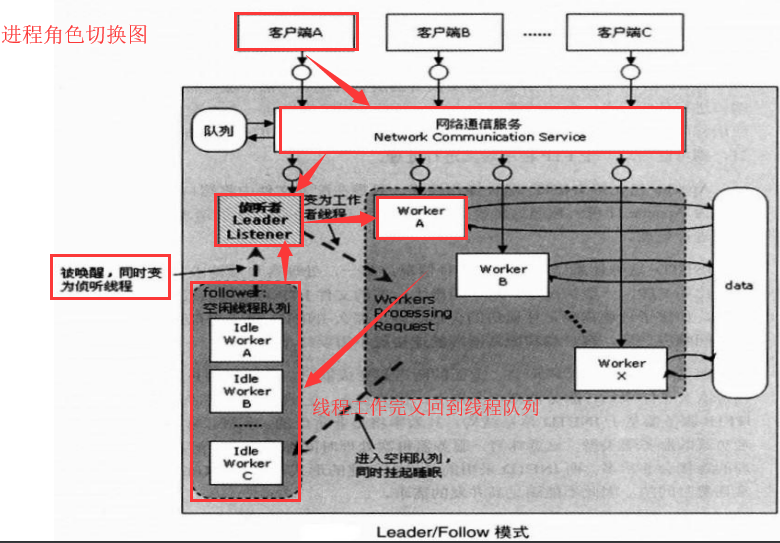 进程角色切换图
客户端A
客户端B
……
客户端C
队列
网络通信服务
Network Communication Service
侦听者
Leader
Listener
变为工作
者线程
Worker
A
Worker
B
Worker
X
data
被唤醒，同时变
为侦听线程
follower:
空闲线程队列
Idle
Worker
A
Idle
Worker
B
……
Idle
Worker
C
Workers
Processing
Request
线程工作完又回到线程队列
进入空闲队列，
同时挂起睡眠
Leader/Follow 模式